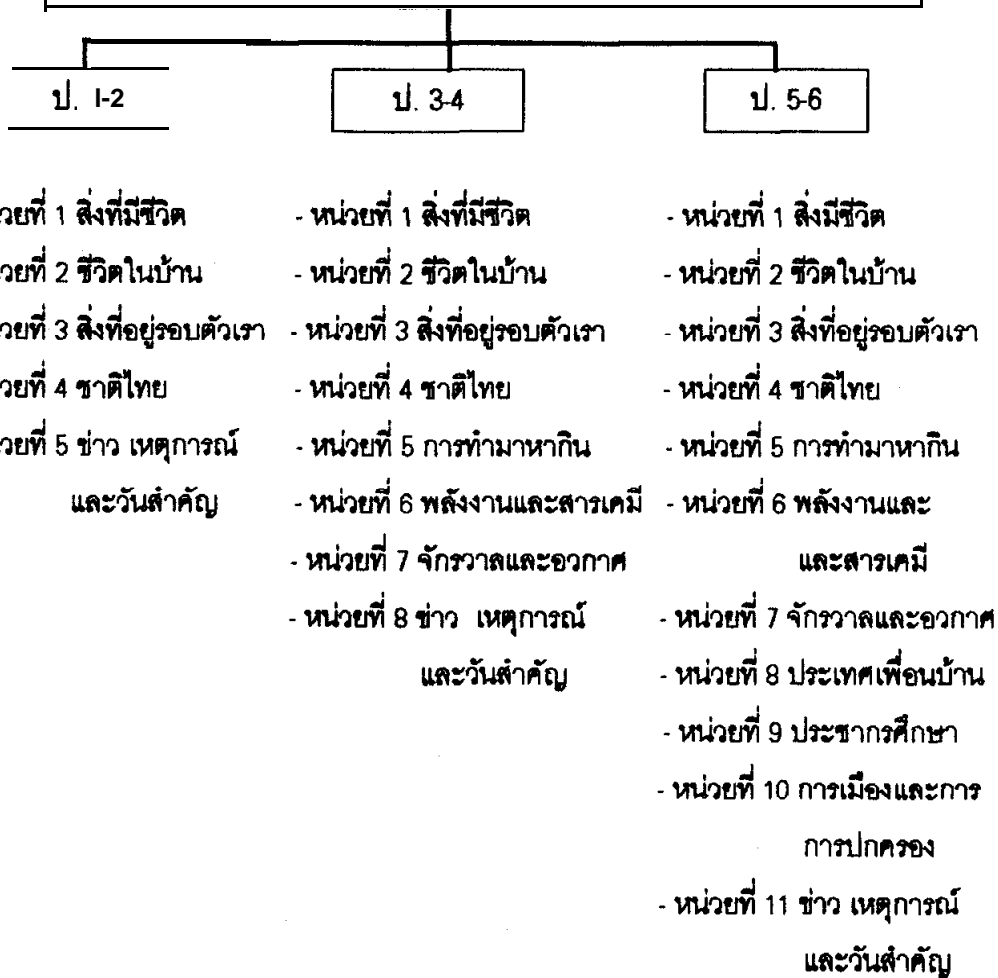 ป. I-2
ป. 3-4
ป. 5-6
วยที่ 1 สิ่งที่มีชีวิต
วยที่ 2 ชีวิตในบ้าน
วยที่ 3 สิ่งที่อยู่รอบตัวเรา
วยที่ 4 ชาติไทย
วยที่ 5 ข่าว เหตุการณ์
และวันสำคัญ
- หน่วยที่ 1 สิ่งที่มีชีวิต
- หน่วยที่ 2 ชีวิตในบ้าน
- หน่วยที่ 3 สิ่งที่อยู่รอบตัวเรา
- หน่วยที่ 4 ชาติไทย
- หน่วยที่ 5 การทำมาหากิน
- หน่วยที่ 6 พลังงานและสารเคมี
- หน่วยที่ 7 จักรวาลและอวกาศ
- หน่วยที่ 8 ข่าว เหตุการณ์
และวันสำคัญ
- หน่วยที่ 1 สิ่งมีชีวิต
- หน่วยที่ 2 ชีวิตในบ้าน
- หน่วยที่ 3 สิ่งที่อยู่รอบตัวเรา
- หน่วยที่ 4 ชาติไทย
- หน่วยที่ 5 การทำมาหากิน
- หน่วยที่ 6 พลังงานและ
และสารเคมี
- หน่วยที่ 7 จักรวาลและอวกาศ
- หน่วยที่ 8 ประเทศเพื่อนบ้าน
- หน่วยที่ 9 ประชากรศึกษา
- หน่วยที่ 10 การเมืองและการ
การปกครอง
- หน่วยที่ 11 ข่าว เหตุการณ์
และวันสำคัญ